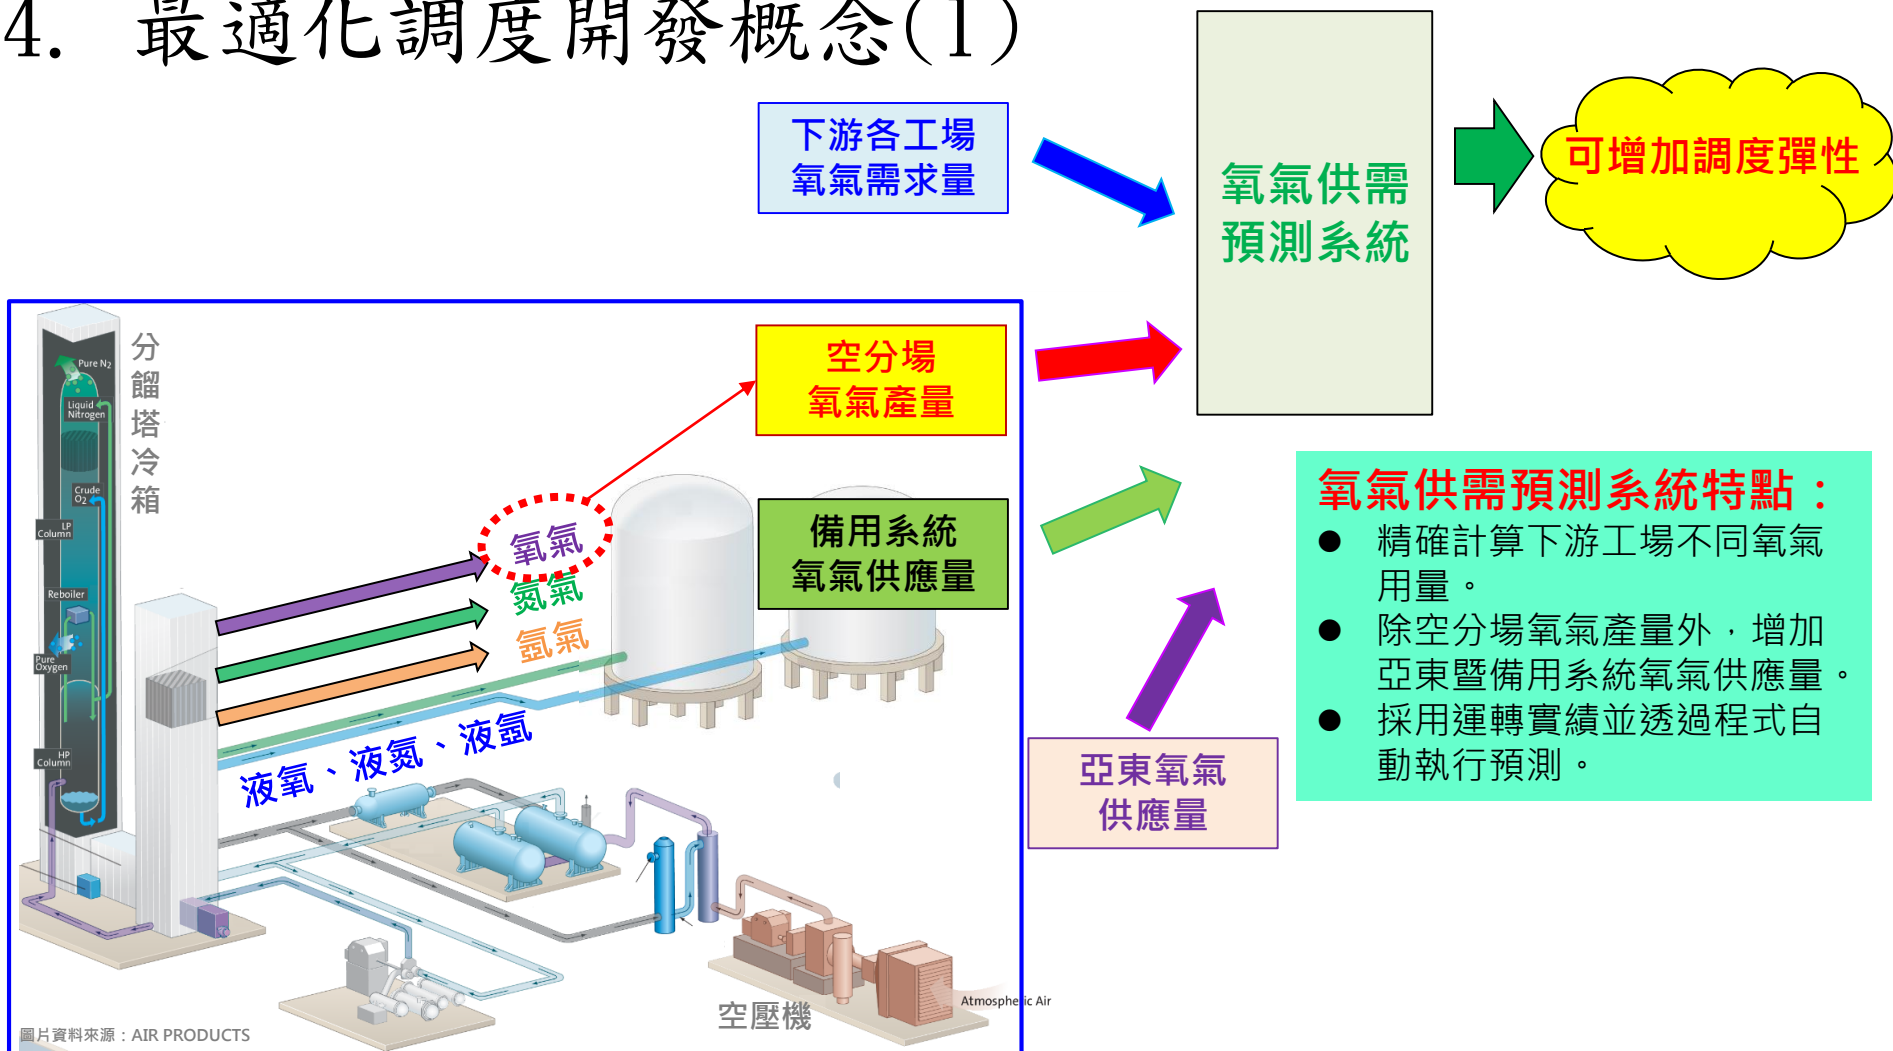 4. 最適化調度開發概念(1)
下游各工場
氧氣需求量
氧氣供需
預測系統
可增加調度彈性
分餾塔冷箱
Pure N2
Liquid
Nitrogen
Crude
O2
LP
Column
Reboiler
Pure
Oxygen
HP
Column
空分場
氧氣產量
備用系統
氧氣供應量
氧氣
氮氣
氬氣
液氧、液氮、液氬
亞東氧氣
供應量
氧氣供需預測系統特點：
● 精確計算下游工場不同氧氣
用量。
● 除空分場氧氣產量外，增加
亞東暨備用系統氧氣供應量。
● 採用運轉實績並透過程式自
動執行預測。
空壓機
Atmospheric Air
圖片資料來源：AIR PRODUCTS